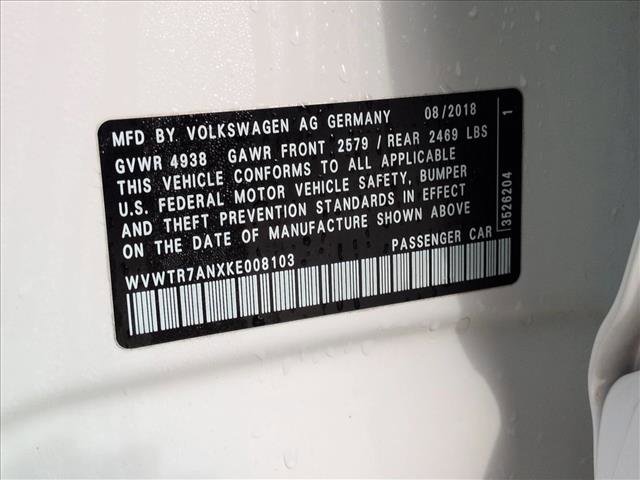 MFD BY VOLKSWAGEN AG GERMANY 08/2018
GVWR 4938 GAWR FRONT 2579 / REAR 2469 LBS
THIS VEHICLE CONFORMS TO ALL APPLICABLE
U.S. FEDERAL MOTOR VEHICLE SAFETY, BUMPER
AND THEFT PREVENTION STANDARDS IN EFFECT
ON THE DATE OF MANUFACTURE SHOWN ABOVE
WVWTR7ANXKE008103 PASSENGER CAR
3526204 1